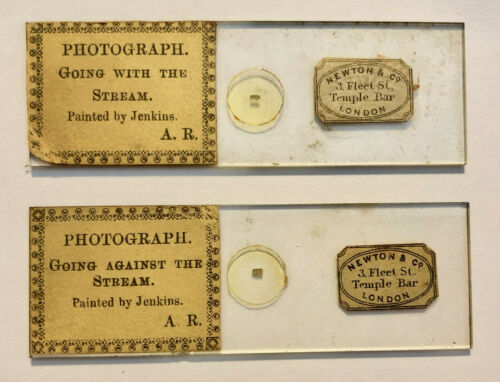 PHOTOGRAPH.
GOING WITH THE
STREAM.
Painted by Jenkins.
A. R.
NEWTON & CO
3, Fleet St.
Temple Bar
LONDON
PHOTOGRAPH.
GOING AGAINST THE
STREAM.
Painted by Jenkins.
A. R.
NEWTON & CO
3, Fleet St.
Temple Bar
LONDON